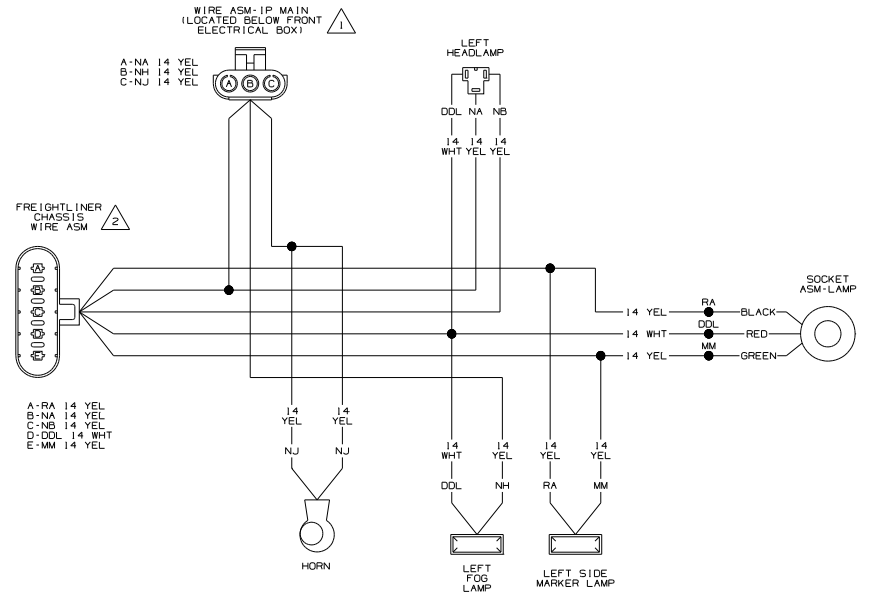 WIRE ASM-IP MAIN
(LOCATED BELOW FRONT
ELECTRICAL BOX)
1
A-NA 14 YEL
B-NH 14 YEL
C-NJ 14 YEL
A B C
LEFT
HEADLAMP
DDL NA NB
14 14 14
WHT YEL YEL
FREIGHTLINER
CHASSIS
WIRE ASM
2
A
B
C
D
E
A-RA 14 YEL
B-NA 14 YEL
C-NB 14 YEL
D-DDL 14 WHT
E-MM 14 YEL
SOCKET
ASM-LAMP
RA
14 YEL BLACK
DDL
14 WHT RED
MM
14 YEL GREEN
14 14
YEL YEL
NJ NJ
HORN
14 14
WHT YEL
DDL NH
LEFT
FOG
LAMP
14 14
YEL YEL
RA MM
LEFT SIDE
MARKER LAMP